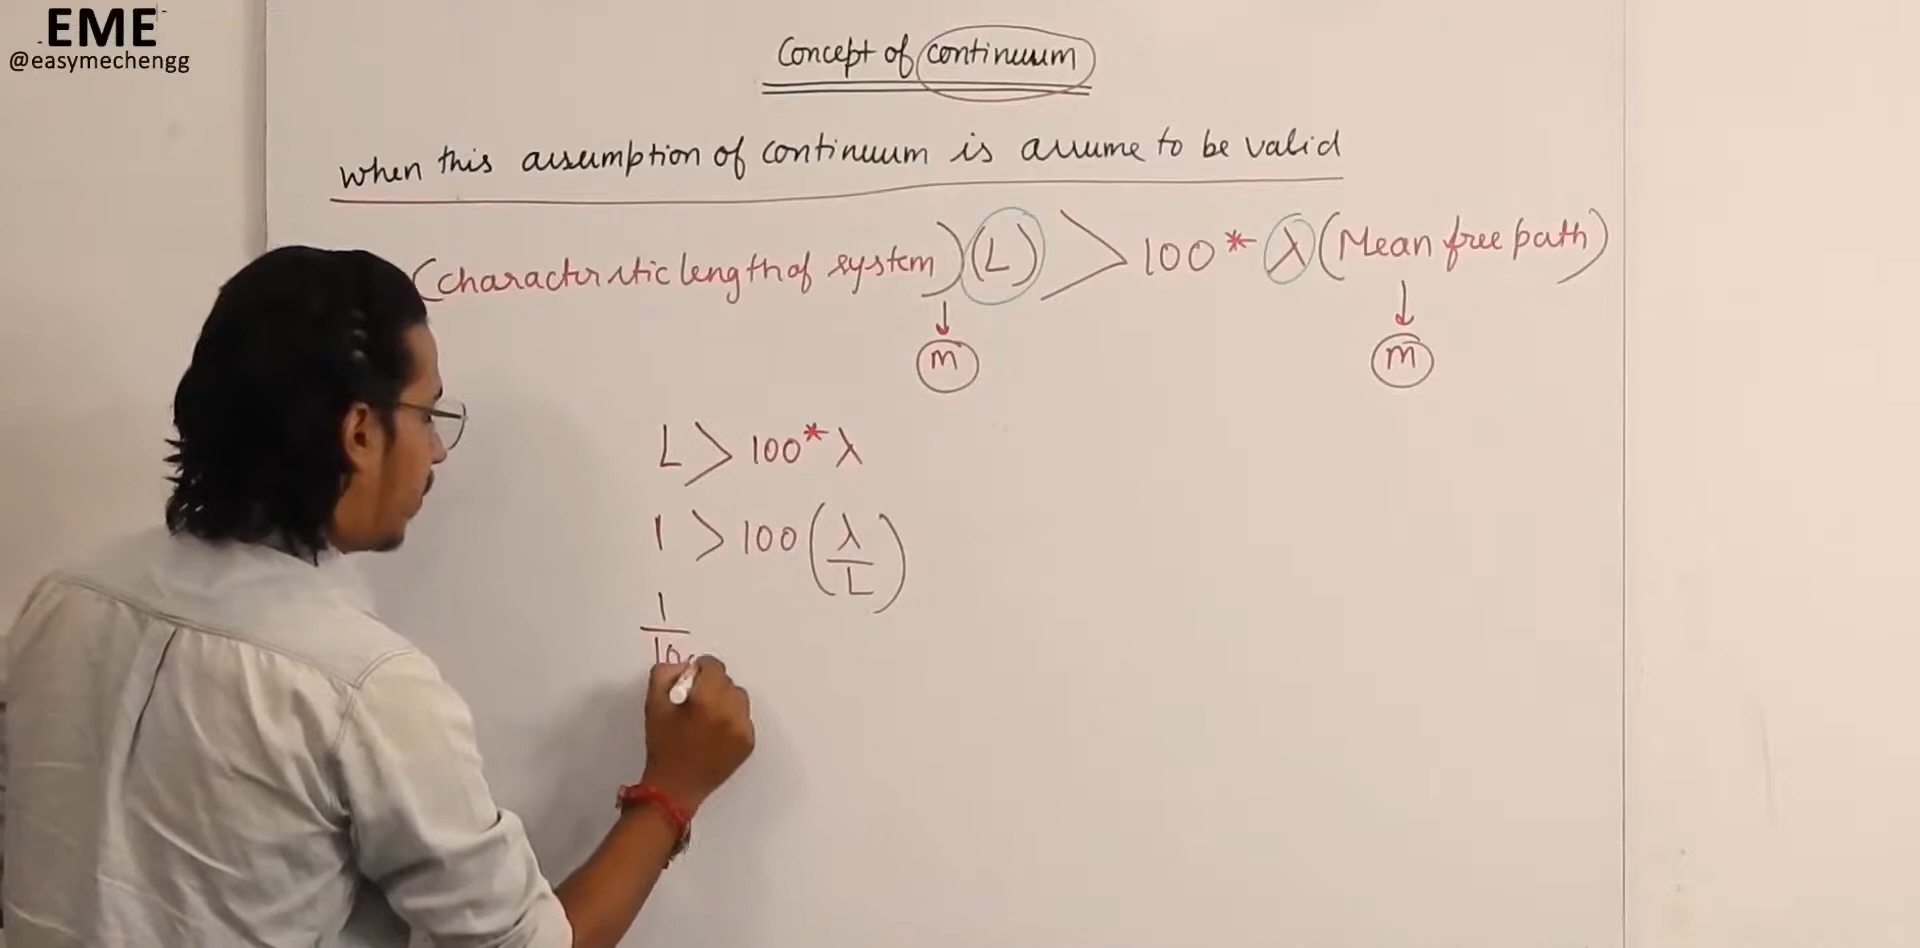 EME
@easymechengg
Concept of continuum
when this assumption of continuum is assume to be valid
(characteristic length of system) (L) > 100 * λ (Mean free path)
↓ ↓
m m
L > 100 * λ
1 > 100 (λ/L)
1
10